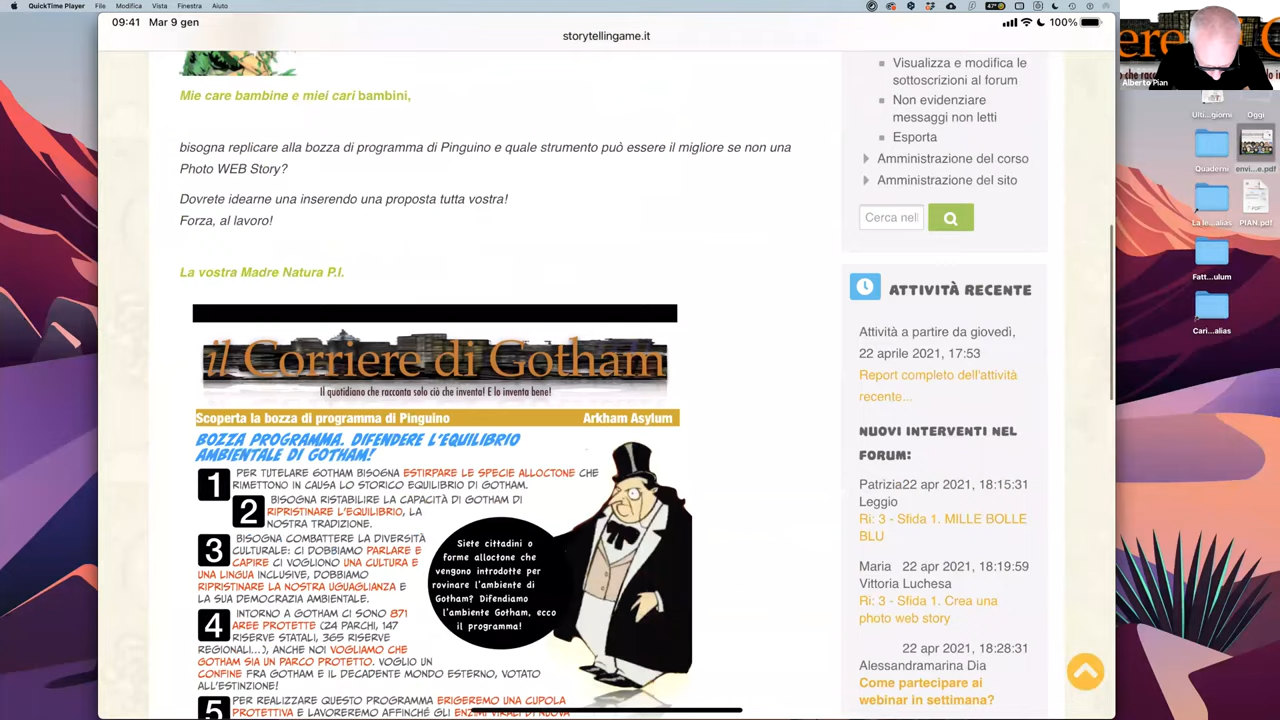 QuickTime Player File Modifica Vista Finestra Aiuto
47°
09:41 Mar 9 gen
100%
storytellingame.it
Alberto Pian
Oggi
Quaderni
PIAN.pdf
Mie care bambine e miei cari bambini,
bisogna replicare alla bozza di programma di Pinguino e quale strumento può essere il migliore se non una
Photo WEB Story?
Dovrete idearne una inserendo una proposta tutta vostra!
Forza, al lavoro!
La vostra Madre Natura P.I.
il Corriere di Gotham
Il quotidiano che racconta solo ciò che inventa! E lo inventa bene!
Scoperta la bozza di programma di Pinguino Arkham Asylum
BOZZA PROGRAMMA. DIFENDERE L'EQUILIBRIO
AMBIENTALE DI GOTHAM!
1 PER TUTELARE GOTHAM BISOGNA ESTIRPARE LE SPECIE ALLOCTONE CHE
RIMETTONO IN CAUSA LO STORICO EQUILIBRIO DI GOTHAM.
2 BISOGNA RISTABILIRE LA CAPACITÀ DI GOTHAM DI
RIPRISTINARE L'EQUILIBRIO, LA
NOSTRA TRADIZIONE.
3 BISOGNA COMBATTERE LA DIVERSITÀ
CULTURALE: CI DOBBIAMO PARLARE E
CAPIRE CI VOGLIONO UNA CULTURA E
UNA LINGUA INCLUSIVE, DOBBIAMO
RIPRISTINARE LA NOSTRA UGUAGLIANZA E
LA SUA DEMOCRAZIA AMBIENTALE.
4 INTORNO A GOTHAM CI SONO 871
AREE PROTETTE (24 PARCHI, 147
RISERVE STATALI, 365 RISERVE
REGIONALI...), ANCHE NOI VOGLIAMO CHE
GOTHAM SIA UN PARCO PROTETTO. VOGLIO UN
CONFINE FRA GOTHAM E IL DECADENTE MONDO ESTERNO, VOTATO
ALL'ESTINZIONE!
5 PER REALIZZARE QUESTO PROGRAMMA ERIGEREMO UNA CUPOLA
PROTETTIVA E LAVOREREMO AFFINCHÉ GLI ENZIMI VIRALI DI NUOVA
Siete cittadini o
forme alloctone che
vengono introdotte per
rovinare l'ambiente di
Gotham? Difendiamo
l'ambiente Gotham, ecco
il programma!
Visualizza e modifica le
sottoscrizioni al forum
Non evidenziare
messaggi non letti
Esporta
Amministrazione del corso
Amministrazione del sito
Cerca nell
ATTIVITÀ RECENTE
Attività a partire da giovedì,
22 aprile 2021, 17:53
Report completo dell'attività
recente...
NUOVI INTERVENTI NEL
FORUM:
Patrizia 22 apr 2021, 18:15:31
Leggio
Ri: 3 - Sfida 1. MILLE BOLLE
BLU
Maria 22 apr 2021, 18:19:59
Vittoria Luchesa
Ri: 3 - Sfida 1. Crea una
photo web story
22 apr 2021, 18:28:31
Alessandramarina Dia
Come partecipare ai
webinar in settimana?